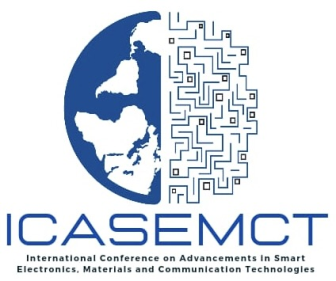 ICASEMCT
International Conference on Advancements in Smart
Electronics, Materials and Communication Technologies